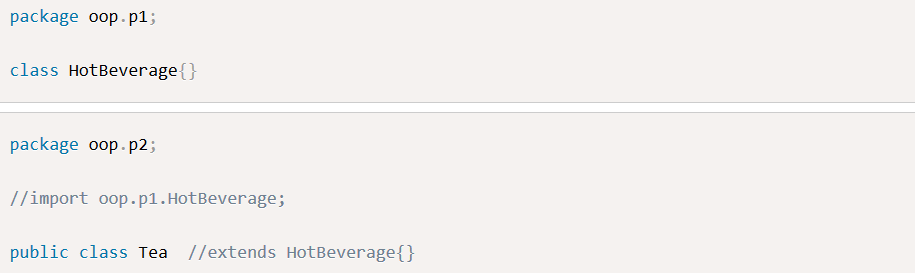 package oop.p1;
class HotBeverage{}
package oop.p2;
//import oop.p1.HotBeverage;
public class Tea  //extends HotBeverage{}